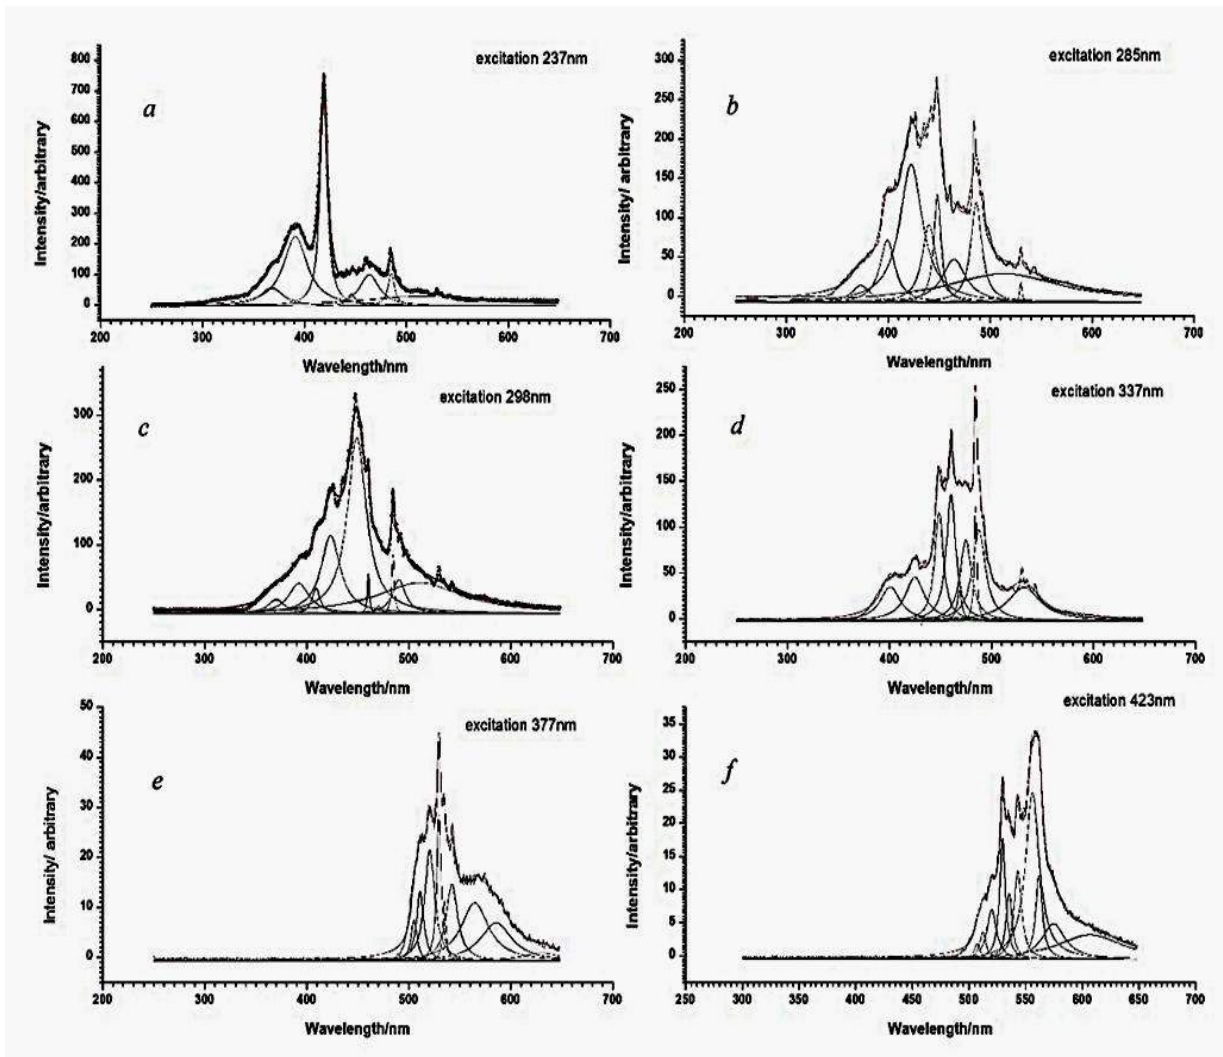 excitation 237nm
a
Intensity/arbitrary
800
700
600
500
400
300
200
100
0
200 300 400 500 600 700
Wavelength/nm
excitation 285nm
b
Intensity/ arbitrary
300
250
200
150
100
50
0
200 300 400 500 600 700
Wavelength/nm
excitation 298nm
c
Intensity/arbitrary
300
200
100
0
200 300 400 500 600 700
Wavelength/nm
excitation 337nm
d
Intensity/arbitrary
250
200
150
100
50
0
200 300 400 500 600 700
Wavelength/nm
excitation 377nm
e
Intensity/ arbitrary
50
40
30
20
10
0
200 300 400 500 600 700
Wavelength/nm
excitation 423nm
f
Intensity/arbitrary
35
30
25
20
15
10
5
0
250 300 350 400 450 500 550 600 650 700
Wavelength/nm